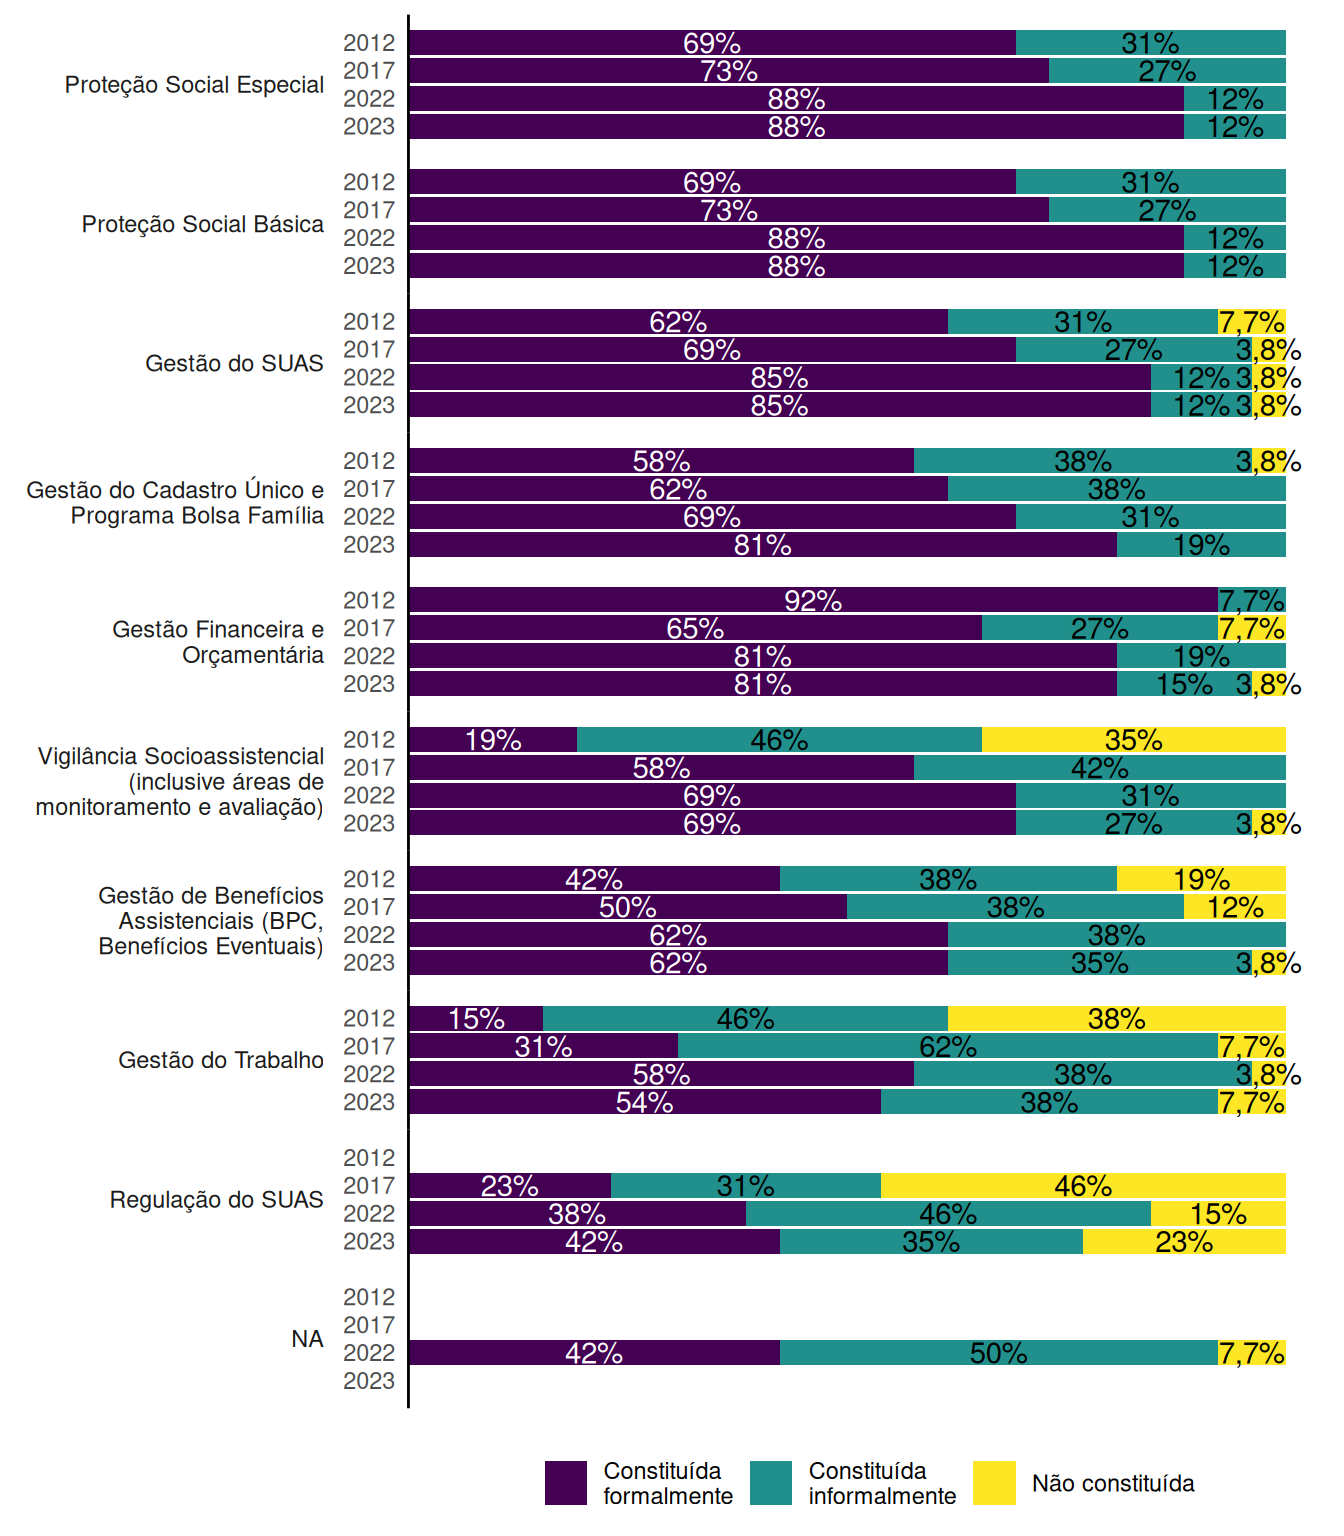 Proteção Social Especial
2012 69% 31%
2017 73% 27%
2022 88% 12%
2023 88% 12%
Proteção Social Básica
2012 69% 31%
2017 73% 27%
2022 88% 12%
2023 88% 12%
Gestão do SUAS
2012 62% 31% 7,7%
2017 69% 27% 3,8%
2022 85% 12% 3,8%
2023 85% 12% 3,8%
Gestão do Cadastro Único e
Programa Bolsa Família
2012 58% 38% 3,8%
2017 62% 38%
2022 69% 31%
2023 81% 19%
Gestão Financeira e
Orçamentária
2012 92% 7,7%
2017 65% 27% 7,7%
2022 81% 19%
2023 81% 15% 3,8%
Vigilância Socioassistencial
(inclusive áreas de
monitoramento e avaliação)
2012 19% 46% 35%
2017 58% 42%
2022 69% 31%
2023 69% 27% 3,8%
Gestão de Benefícios
Assistenciais (BPC,
Benefícios Eventuais)
2012 42% 38% 19%
2017 50% 38% 12%
2022 62% 38%
2023 62% 35% 3,8%
Gestão do Trabalho
2012 15% 46% 38%
2017 31% 62% 7,7%
2022 58% 38% 3,8%
2023 54% 38% 7,7%
Regulação do SUAS
2012
2017 23% 31% 46%
2022 38% 46% 15%
2023 42% 35% 23%
NA
2012
2017
2022 42% 50% 7,7%
2023
Constituída
formalmente
Constituída
informalmente
Não constituída